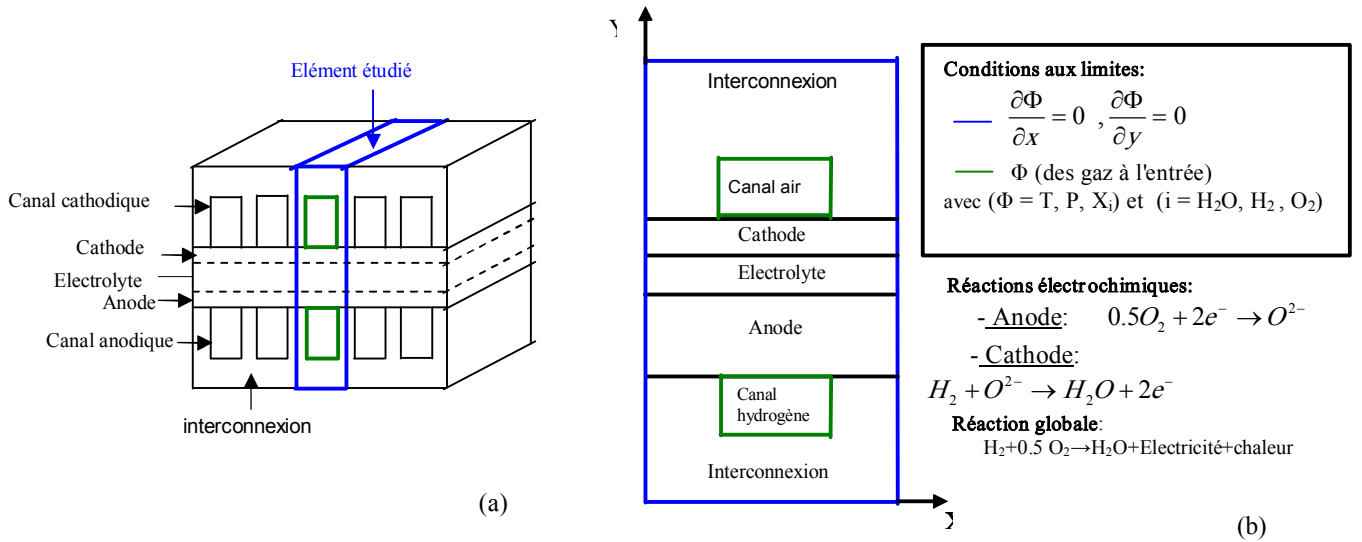 Elément étudié
Canal cathodique
Cathode
Electrolyte
Anode
Canal anodique
interconnexion
(a)
Y
Interconnexion
Canal air
Cathode
Electrolyte
Anode
Canal
hydrogène
Interconnexion
X
(b)
Conditions aux limites:
∂Φ/∂x = 0 , ∂Φ/∂y = 0
Φ (des gaz à l'entrée)
avec (Φ = T, P, Xᵢ) et (i = H₂O, H₂ , O₂)
Réactions électrochimiques:
- Anode: 0.5O₂ + 2e⁻ → O²⁻
- Cathode:
H₂ + O²⁻ → H₂O + 2e⁻
Réaction globale:
H₂+0.5 O₂→H₂O+Electricité+chaleur